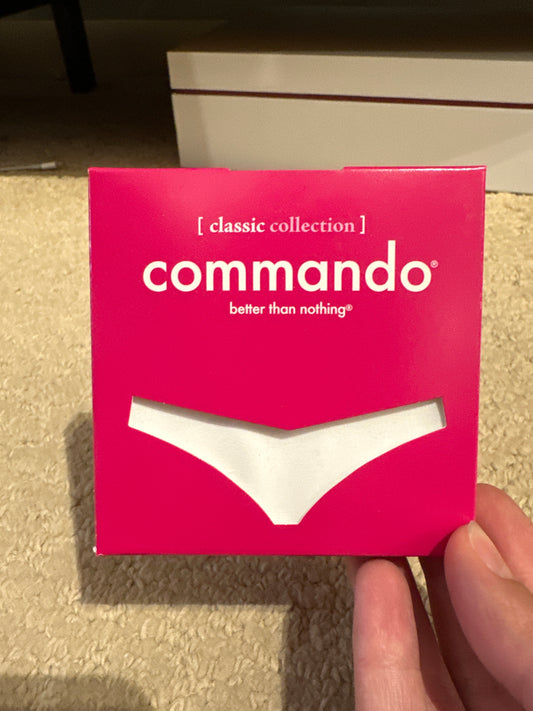 [ classic collection ]
commando®
better than nothing®